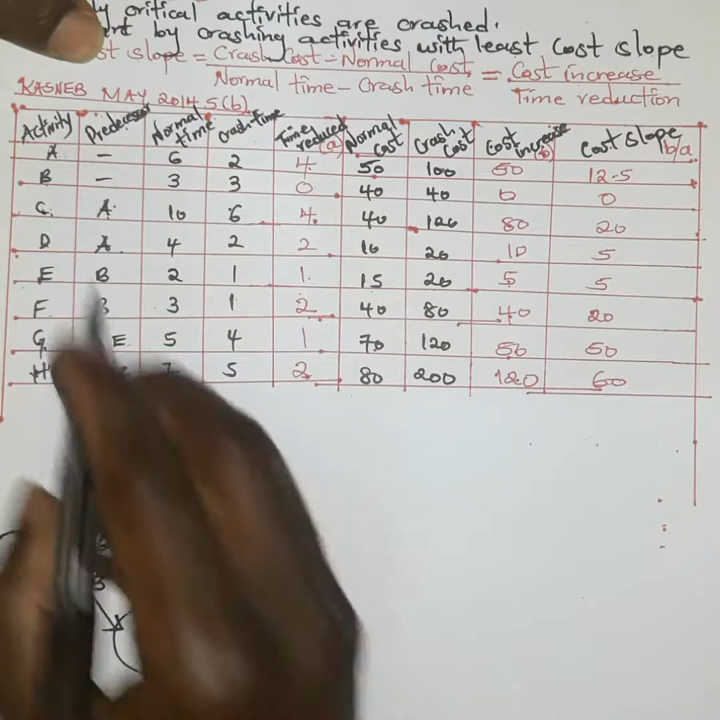 critical activities are crashed.
by crashing activities with least cost slope
slope = Crash Cost - Normal Cost = Cost increase
Normal time - Crash time Time reduction
KASNEB MAY 2014 5(b)
Activity Predecessor Normal time Crash time Time reduced (a) Normal cost Crash cost Cost increase (b) Cost slope b/a
A - 6 2 4 50 100 50 12.5
B - 3 3 0 40 40 0 0
C A 10 6 4 40 120 80 20
D A 4 2 2 10 20 10 5
E B 2 1 1 15 20 5 5
F 3 1 2 40 80 40 20
G E 5 4 1 70 120 50 50
H 5 2 80 200 120 60